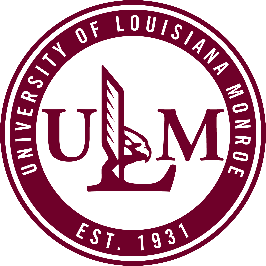 UNIVERSITY OF LOUISIANA MONROE
ULM
EST. 1931